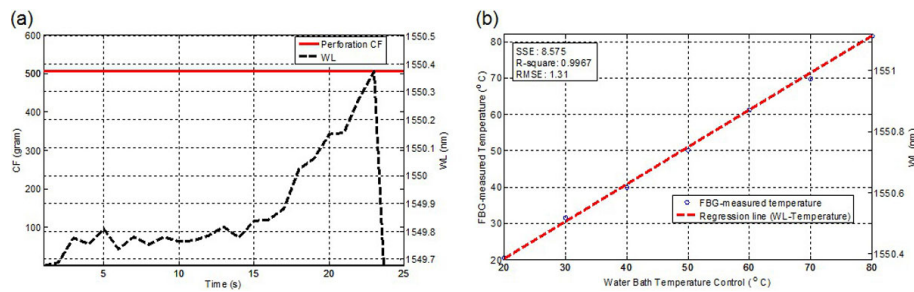 (a)
600
500
400
300
200
100
CF (gram)
5
10
15
20
25
Time (s)
1550.5
1550.4
1550.3
1550.2
1550.1
1550
1549.9
1549.8
1549.7
WL (nm)
Perforation CF
WL
(b)
80
70
60
50
40
30
20
FBG-measured Temperature (° C)
SSE: 8.575
R-square: 0.9967
RMSE: 1.31
FBG-measured temperature
Regression line (WL-Temperature)
20
30
40
50
60
70
80
Water Bath Temperature Control (° C)
1551
1550.8
1550.6
1550.4
WL (nm)